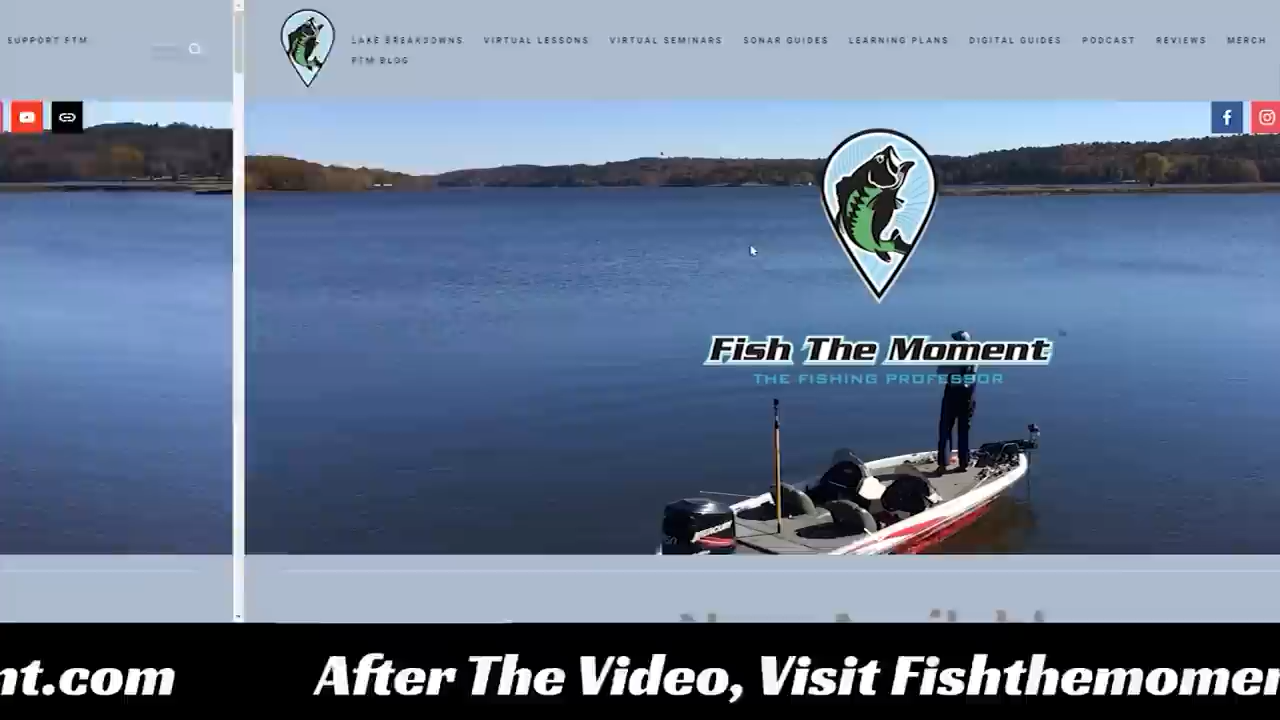 SUPPORT FTM
LAKE BREAKDOWNS VIRTUAL LESSONS VIRTUAL SEMINARS SONAR GUIDES LEARNING PLANS DIGITAL GUIDES PODCAST REVIEWS MERCH
FTM BLOG
Fish The Moment
THE FISHING PROFESSOR
MERCURY
nt.com After The Video, Visit Fishthemomen